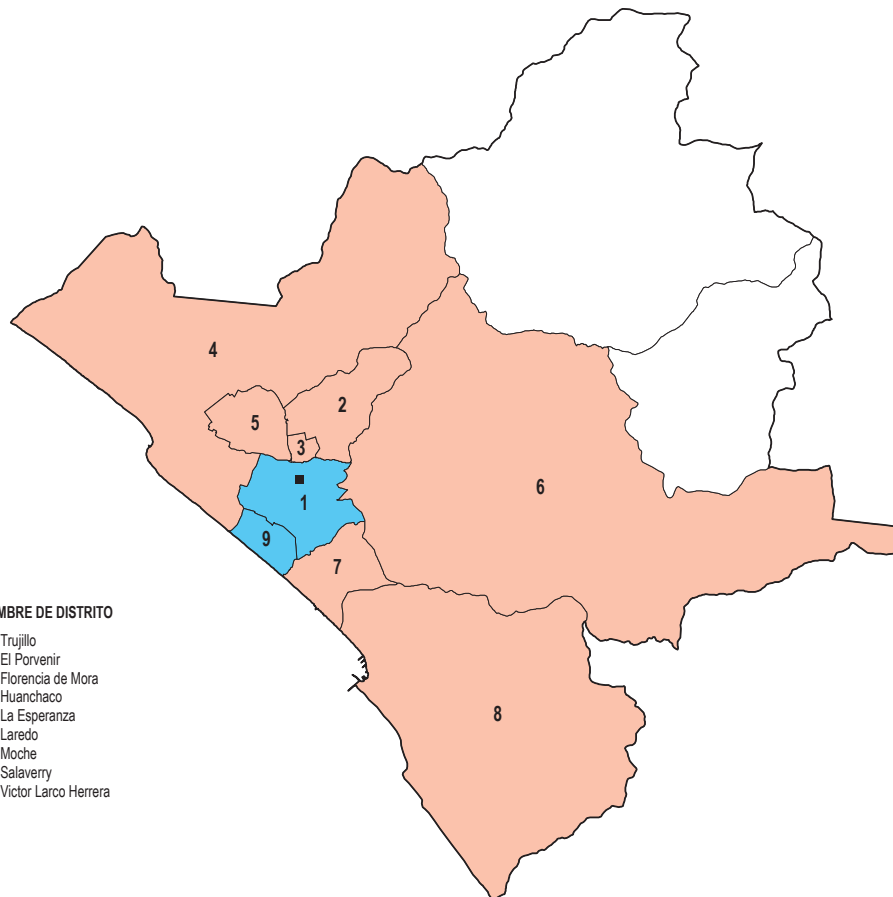 4
2
5
3
6
1
9
7
8
MBRE DE DISTRITO
Trujillo
El Porvenir
Florencia de Mora
Huanchaco
La Esperanza
Laredo
Moche
Salaverry
Victor Larco Herrera